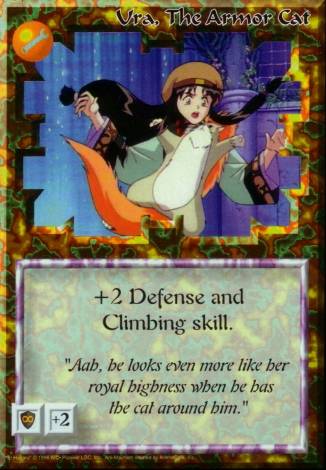 Ura, The Armor Cat
+2 Defense and
Climbing skill.
"Aah, he looks even more like her
royal highness when he has
the cat around him."
+2